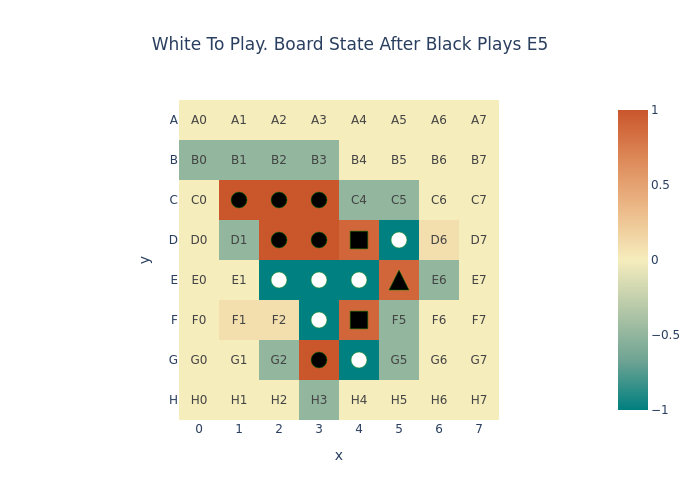 White To Play. Board State After Black Plays E5
A A0 A1 A2 A3 A4 A5 A6 A7
B B0 B1 B2 B3 B4 B5 B6 B7
C C0 C4 C5 C6 C7
D D0 D1 D6 D7
E E0 E1 E6 E7
F F0 F1 F2 F5 F6 F7
G G0 G1 G2 G5 G6 G7
H H0 H1 H2 H3 H4 H5 H6 H7
0 1 2 3 4 5 6 7
x
y
1
0.5
0
−0.5
−1